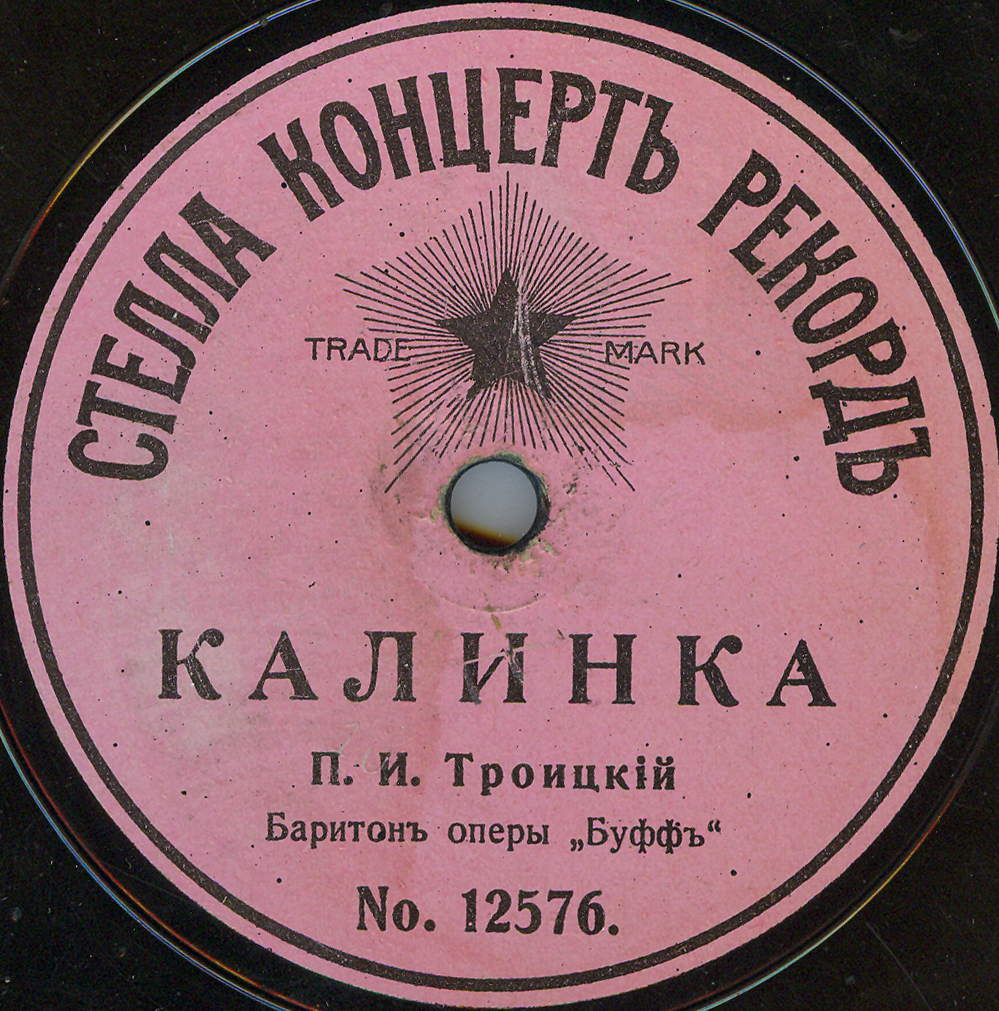 СТЕЛЛА КОНЦЕРТЪ РЕКОРДЪ
TRADE MARK
КАЛИНКА
П. И. Троицкій
Баритонъ оперы „Буффъ“
No. 12576.